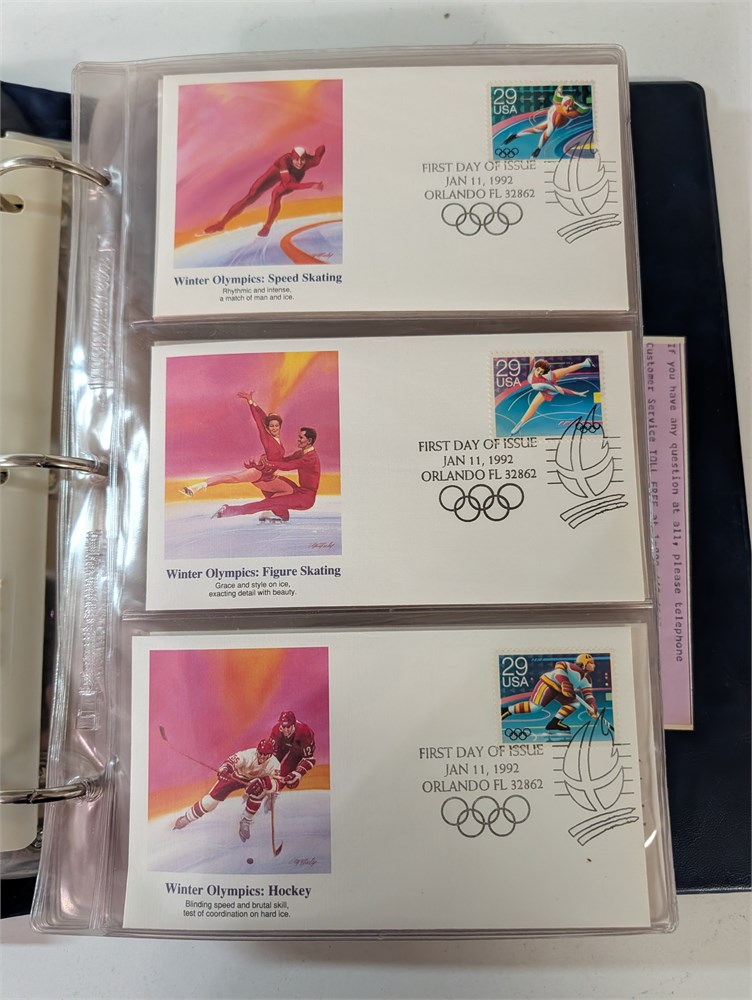 29
USA
FIRST DAY OF ISSUE
JAN 11, 1992
ORLANDO FL 32862
Winter Olympics: Speed Skating
Rhythmic and intense,
a match of man and ice.
29
USA
FIRST DAY OF ISSUE
JAN 11, 1992
ORLANDO FL 32862
Winter Olympics: Figure Skating
Grace and style on ice,
exacting detail with beauty.
29
USA
12
FIRST DAY OF ISSUE
JAN 11, 1992
ORLANDO FL 32862
Winter Olympics: Hockey
Blinding speed and brutal skill,
test of coordination on hard ice.
If you have any question at all, please telephone
Customer Service TOLL FREE